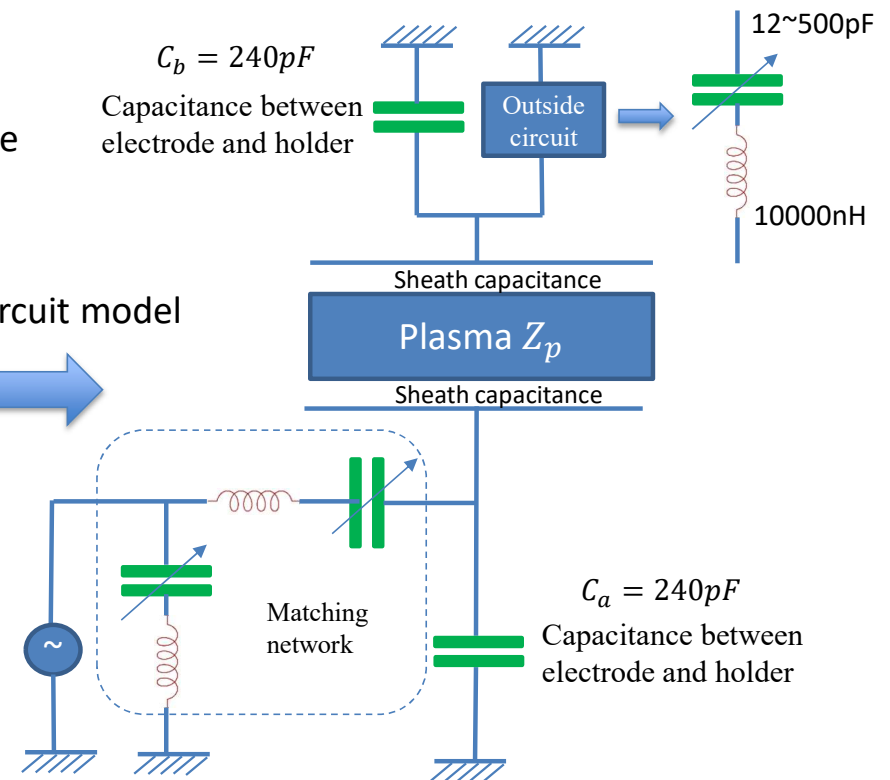 12~500pF
C_b = 240pF
Capacitance between
electrode and holder
Outside
circuit
e
10000nH
Sheath capacitance
rcuit model
Plasma Z_p
Sheath capacitance
Matching
network
~
C_a = 240pF
Capacitance between
electrode and holder